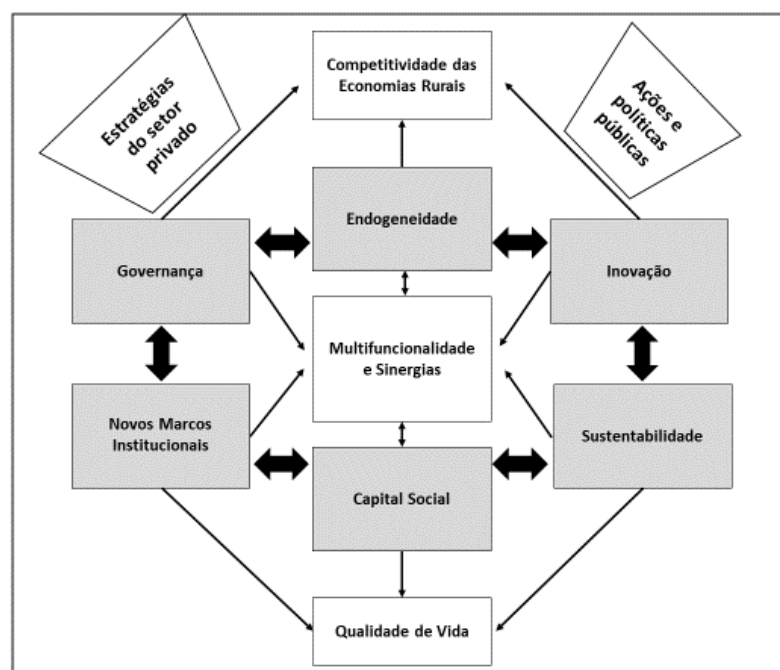 Estratégias
do setor
privado
Competitividade das
Economias Rurais
Ações e
políticas
públicas
Governança
Endogeneidade
Inovação
Multifuncionalidade
e Sinergias
Novos Marcos
Institucionais
Capital Social
Sustentabilidade
Qualidade de Vida